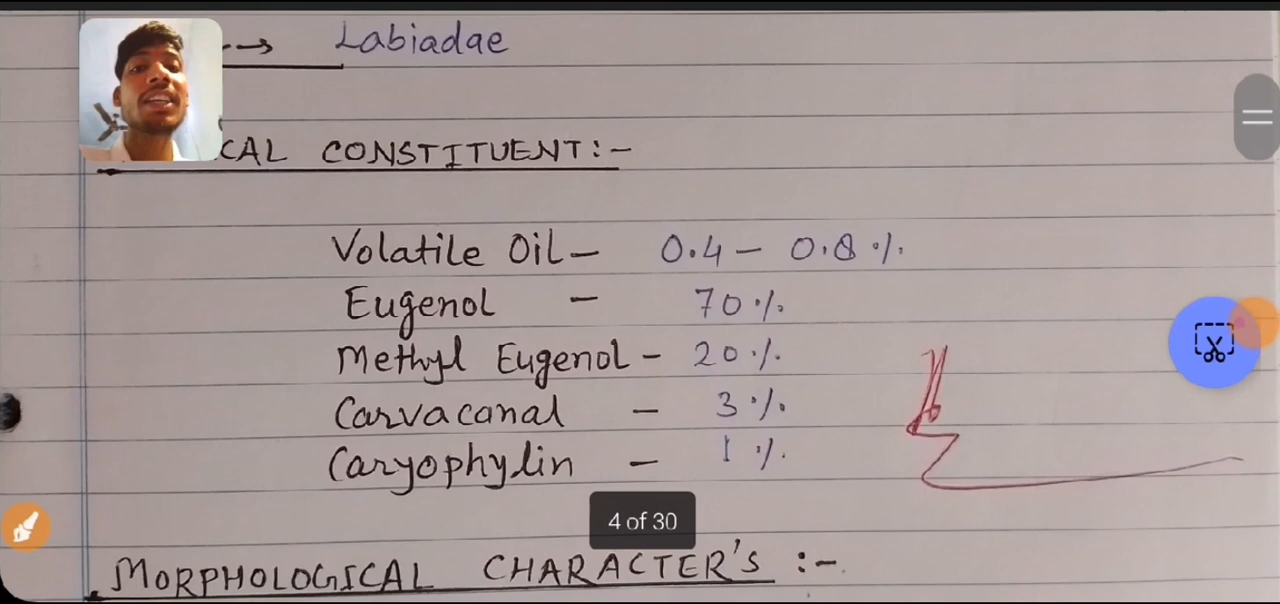 → Labiadae
CAL CONSTITUENT:-
Volatile Oil - 0.4 - 0.8 %.
Eugenol - 70 %.
Methyl Eugenol - 20 %.
Carvacanal - 3 %.
Caryophylin - 1 %.
4 of 30
MORPHOLOGICAL CHARACTER'S :-